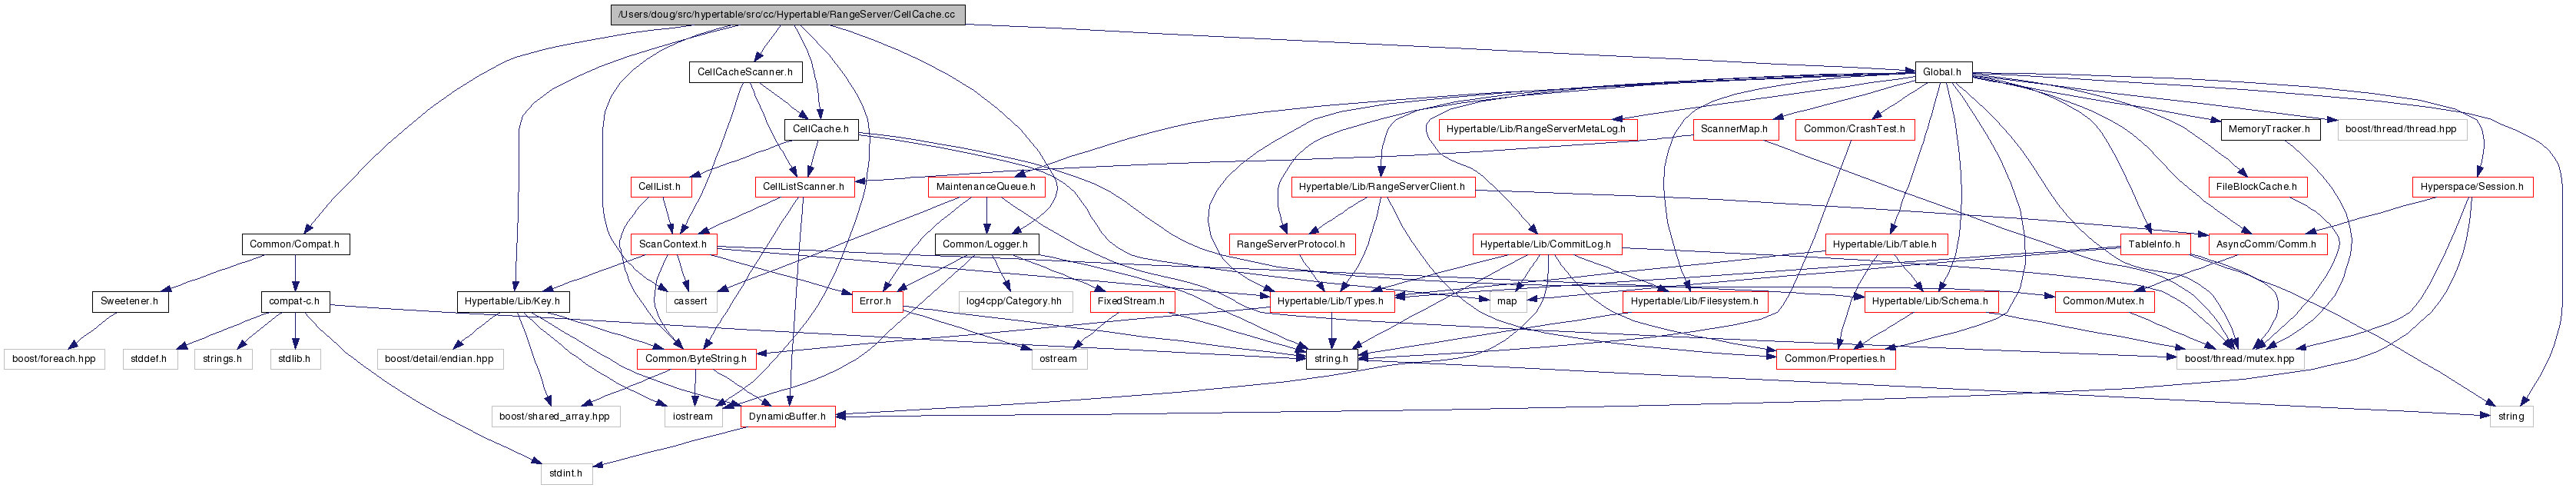 /Users/doug/src/hypertable/src/cc/Hypertable/RangeServer/CellCache.cc
CellCacheScanner.h
Global.h
CellCache.h
Hypertable/Lib/RangeServerMetaLog.h
ScannerMap.h
Common/CrashTest.h
MemoryTracker.h
boost/thread/thread.hpp
CellList.h
CellListScanner.h
MaintenanceQueue.h
Hypertable/Lib/RangeServerClient.h
FileBlockCache.h
Hyperspace/Session.h
Common/Compat.h
ScanContext.h
Common/Logger.h
RangeServerProtocol.h
Hypertable/Lib/CommitLog.h
Hypertable/Lib/Table.h
TableInfo.h
AsyncComm/Comm.h
Sweetener.h
compat-c.h
Hypertable/Lib/Key.h
cassert
Error.h
log4cpp/Category.hh
FixedStream.h
Hypertable/Lib/Types.h
map
Hypertable/Lib/Filesystem.h
Hypertable/Lib/Schema.h
Common/Mutex.h
boost/foreach.hpp
stddef.h
strings.h
stdlib.h
boost/detail/endian.hpp
Common/ByteString.h
ostream
string.h
Common/Properties.h
boost/thread/mutex.hpp
boost/shared_array.hpp
iostream
DynamicBuffer.h
string
stdint.h